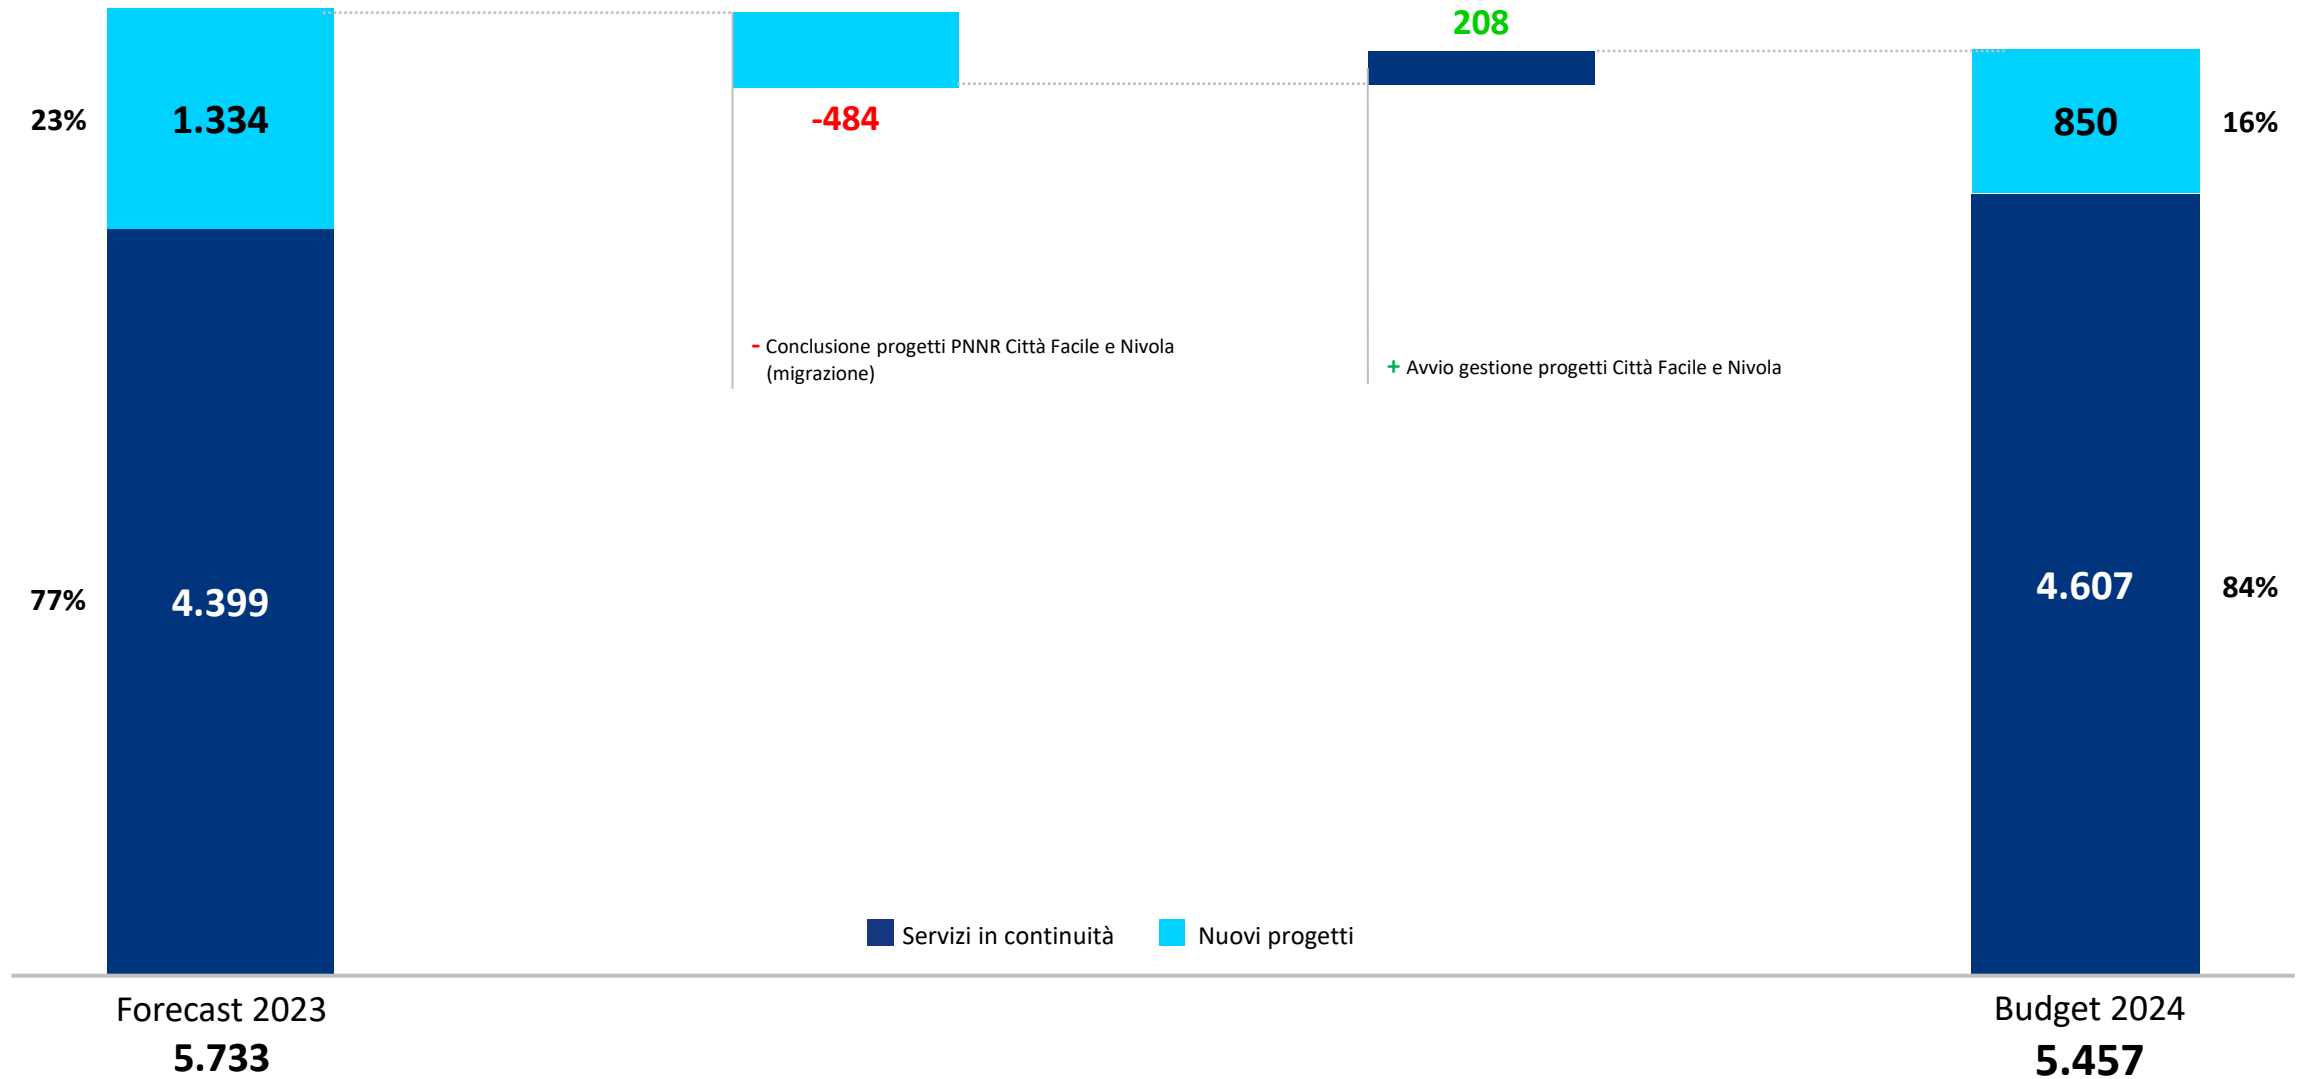 208
23%
1.334
-484
850
16%
- Conclusione progetti PNNR Città Facile e Nivola
(migrazione)
+ Avvio gestione progetti Città Facile e Nivola
77%
4.399
4.607
84%
Servizi in continuità
Nuovi progetti
Forecast 2023
5.733
Budget 2024
5.457